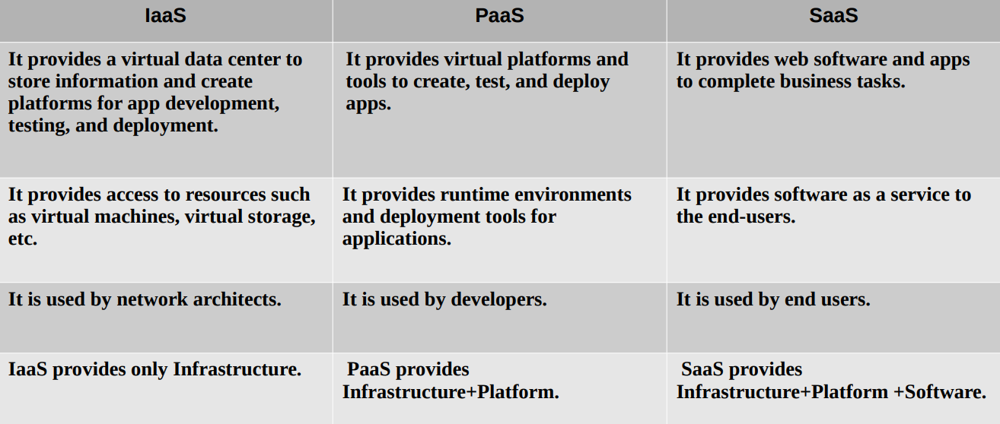 IaaS
PaaS
SaaS
It provides a virtual data center to
store information and create
platforms for app development,
testing, and deployment.
It provides virtual platforms and
tools to create, test, and deploy
apps.
It provides web software and apps
to complete business tasks.
It provides access to resources such
as virtual machines, virtual storage,
etc.
It provides runtime environments
and deployment tools for
applications.
It provides software as a service to
the end-users.
It is used by network architects.
It is used by developers.
It is used by end users.
IaaS provides only Infrastructure.
PaaS provides
Infrastructure+Platform.
SaaS provides
Infrastructure+Platform +Software.